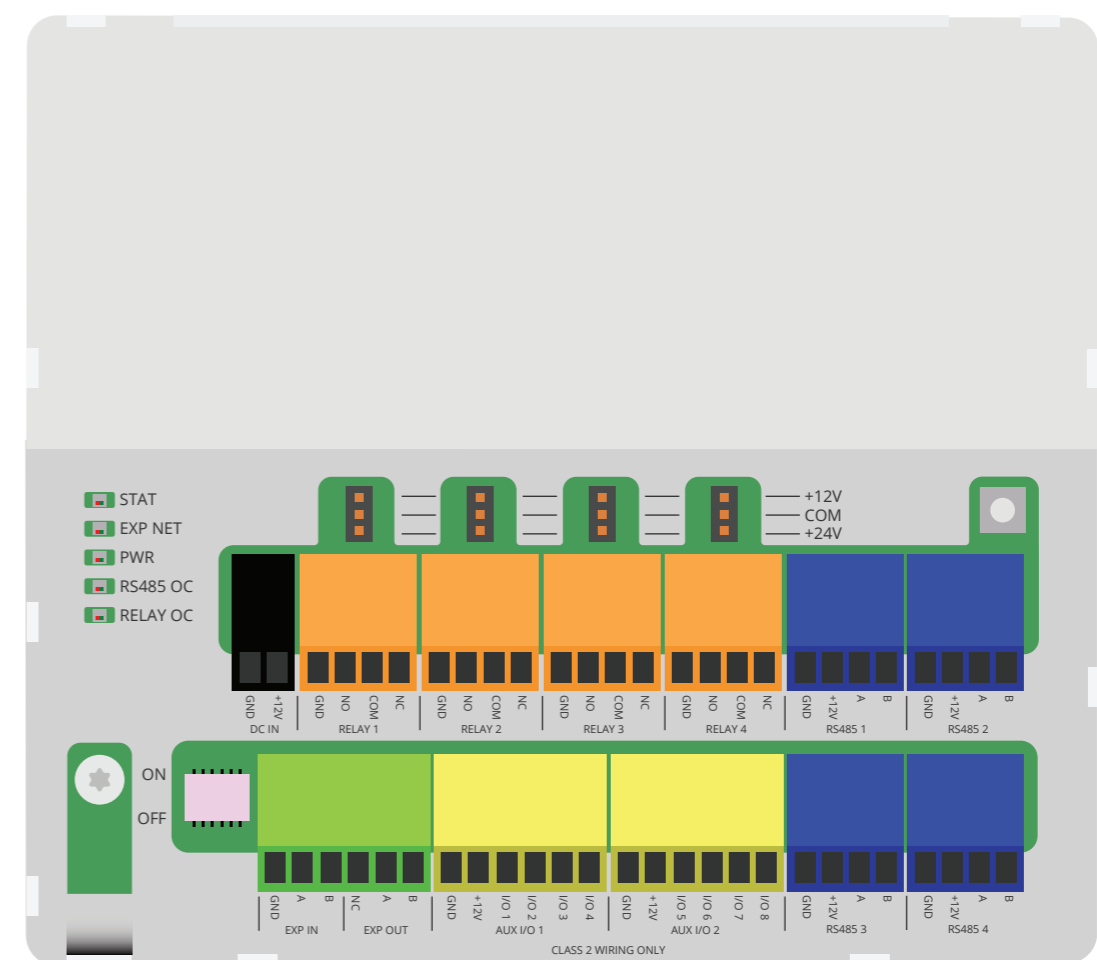 STAT
EXP NET
PWR
RS485 OC
RELAY OC
+12V
COM
+24V
GND +12V GND NO COM NC GND NO COM NC GND NO COM NC GND NO COM NC GND +12V A B GND +12V A B
DC IN RELAY 1 RELAY 2 RELAY 3 RELAY 4 RS485 1 RS485 2
ON
OFF
GND A B NC A B GND +12V I/O 1 I/O 2 I/O 3 I/O 4 GND +12V I/O 5 I/O 6 I/O 7 I/O 8 GND +12V A B GND +12V A B
EXP IN EXP OUT AUX I/O 1 AUX I/O 2 RS485 3 RS485 4
CLASS 2 WIRING ONLY